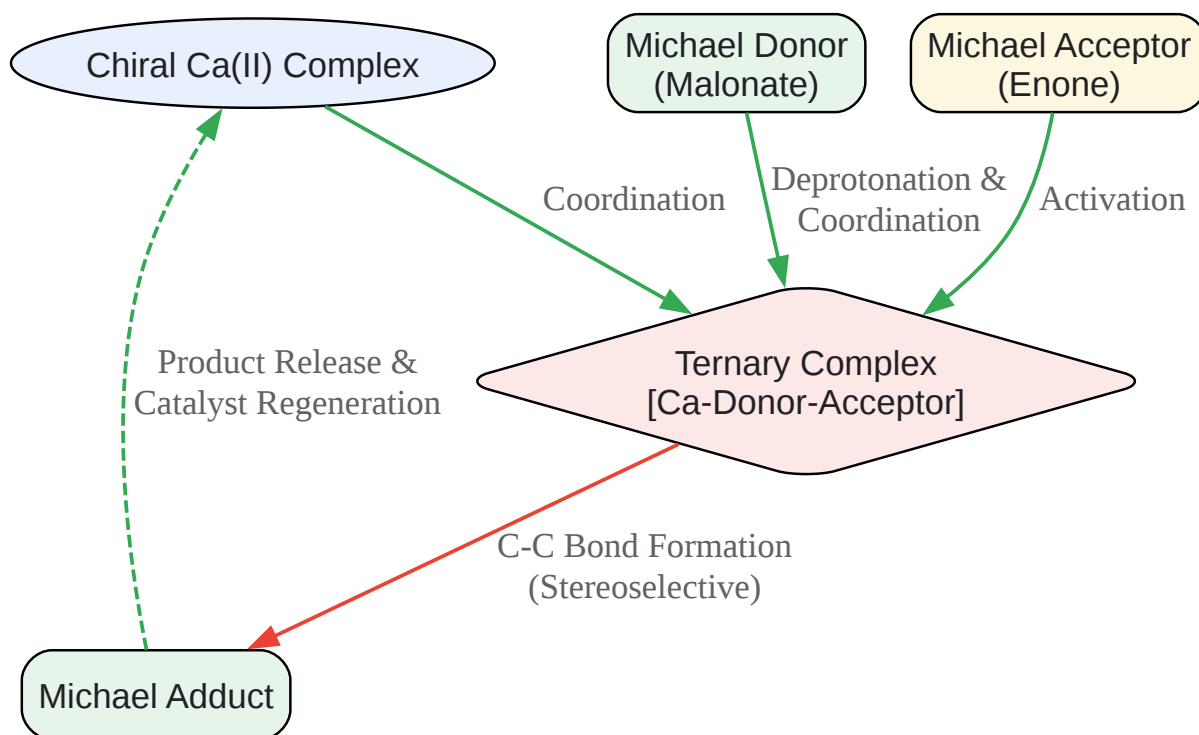 Chiral Ca(II) Complex
Michael Donor
(Malonate)
Michael Acceptor
(Enone)
Coordination
Deprotonation &
Coordination
Activation
Product Release &
Catalyst Regeneration
Ternary Complex
[Ca-Donor-Acceptor]
C-C Bond Formation
(Stereoselective)
Michael Adduct